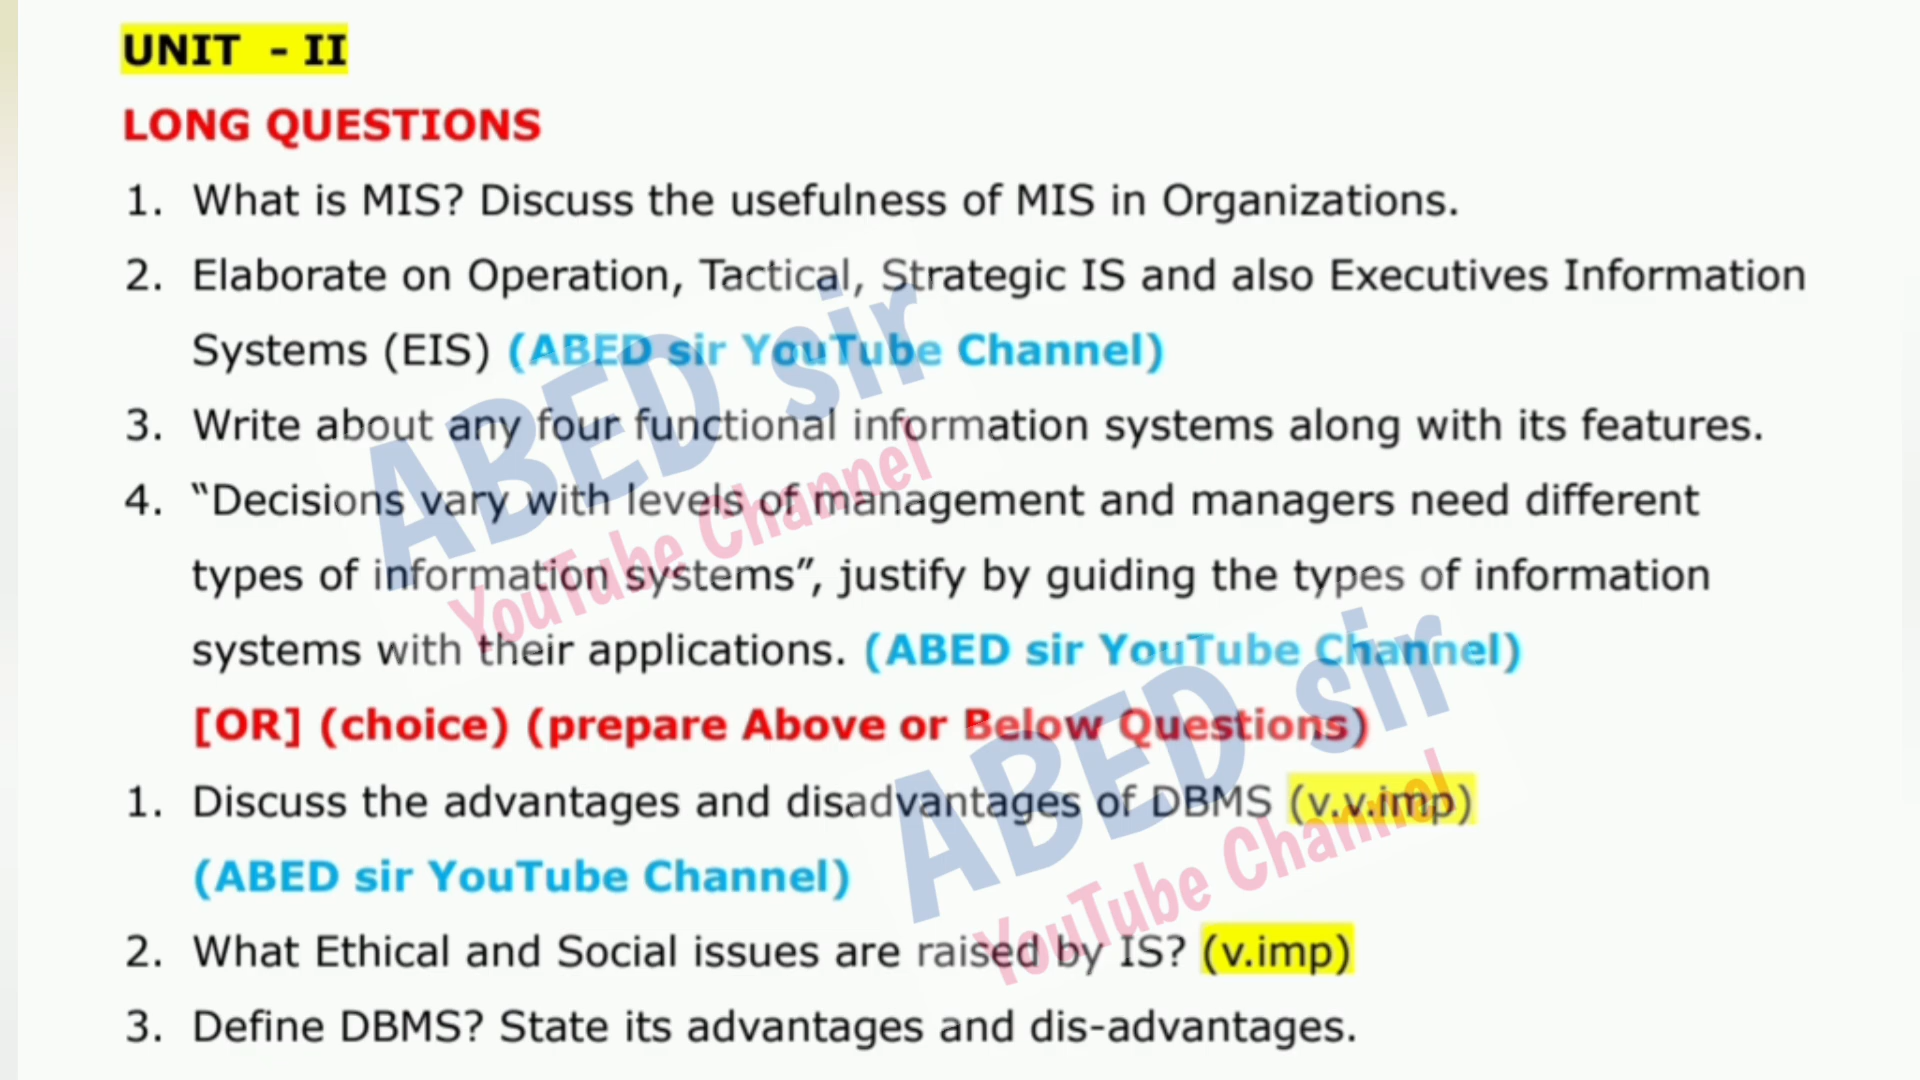 UNIT - II
LONG QUESTIONS
1. What is MIS? Discuss the usefulness of MIS in Organizations.
2. Elaborate on Operation, Tactical, Strategic IS and also Executives Information
Systems (EIS) (ABED sir YouTube Channel)
3. Write about any four functional information systems along with its features.
4. “Decisions vary with levels of management and managers need different
types of information systems”, justify by guiding the types of information
systems with their applications. (ABED sir YouTube Channel)
[OR] (choice) (prepare Above or Below Questions)
1. Discuss the advantages and disadvantages of DBMS (v.v.imp)
(ABED sir YouTube Channel)
2. What Ethical and Social issues are raised by IS? (v.imp)
3. Define DBMS? State its advantages and dis-advantages.
ABED sir
YouTube Channel
ABED sir
YouTube Channel